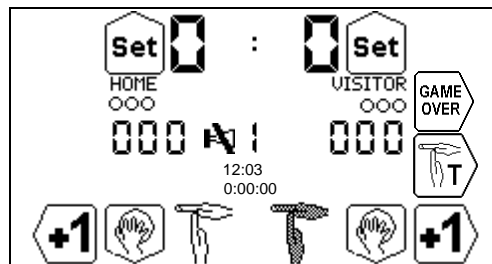 Set 0 : 0 Set
HOME VISITOR
GAME OVER
000 1 000
T
12:03
0:00:00
+1 +1